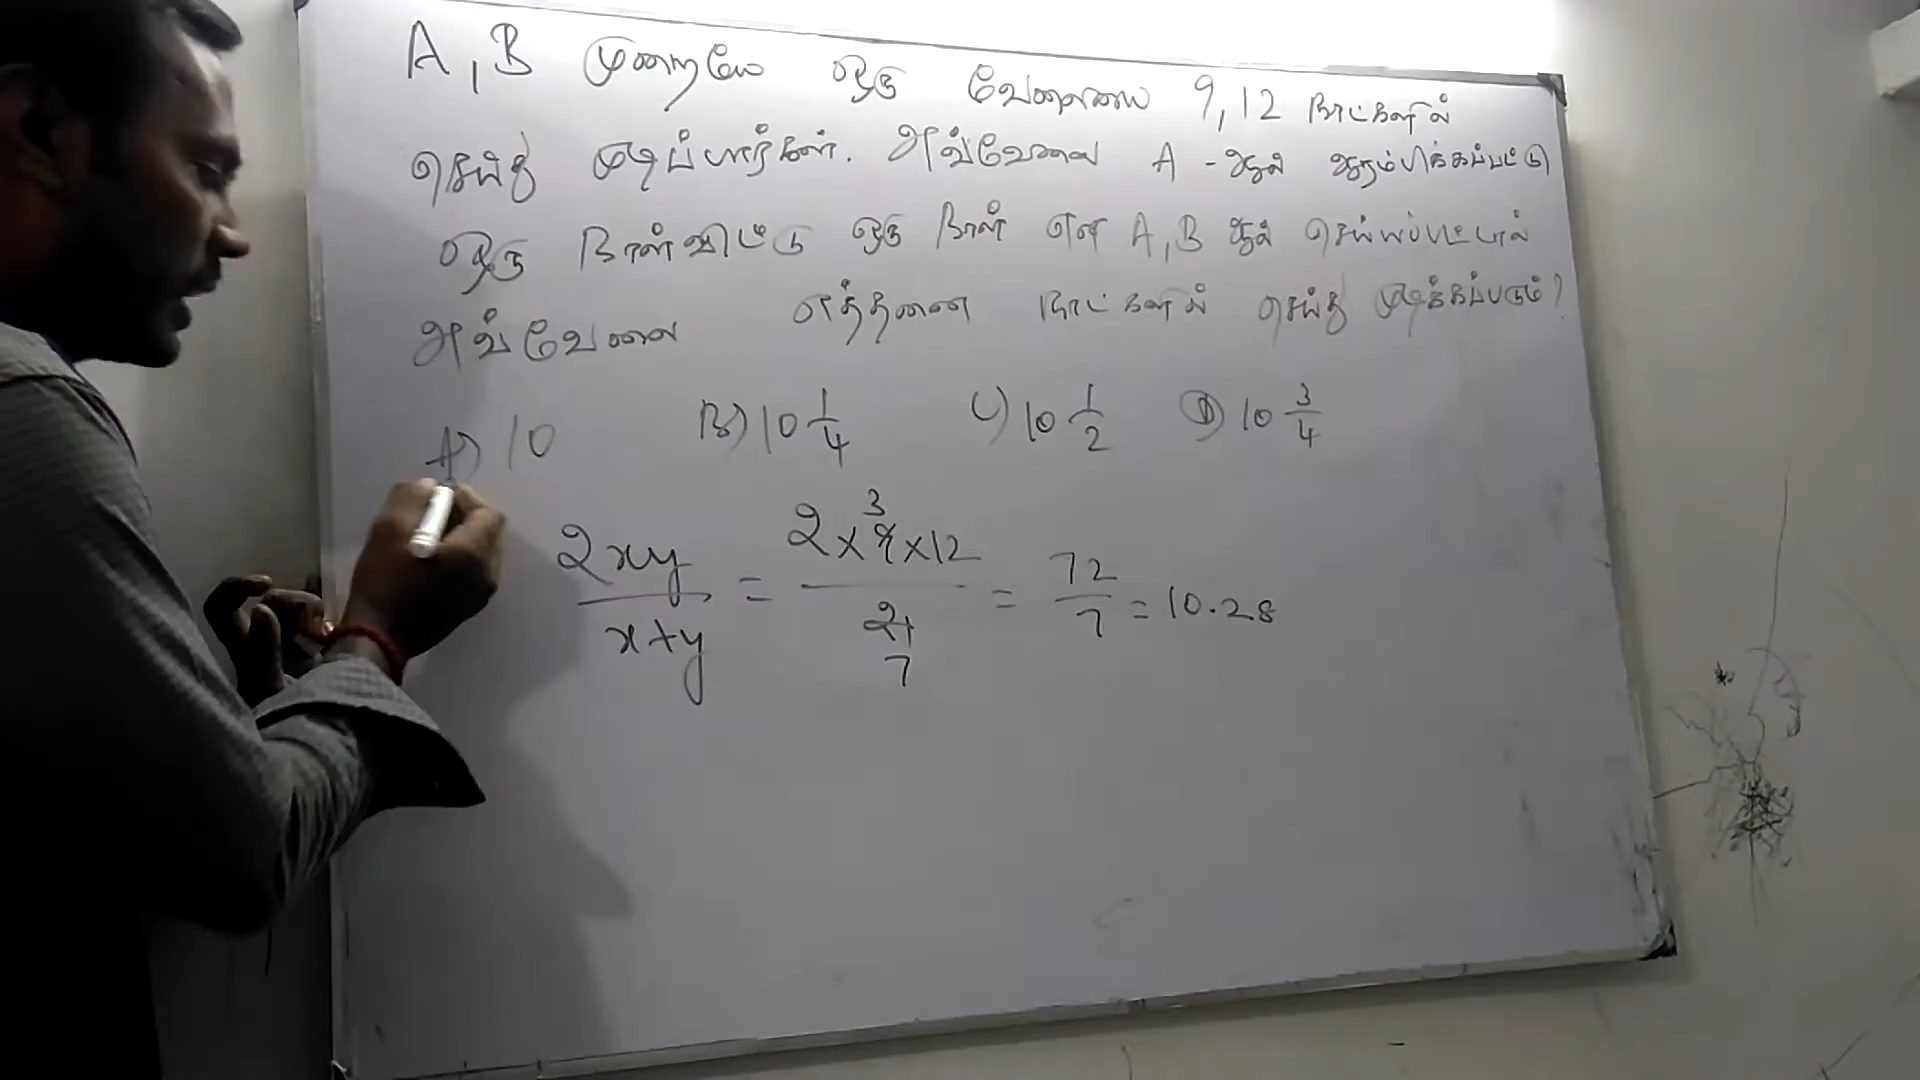 A, B முறையே ஒரு வேலையை 9, 12 நாட்களில்
செய்து முடிப்பார்கள். அவ்வேலை A - ஆல் ஆரம்பிக்கப்பட்டு
ஒரு நாள்விட்டு ஒரு நாள் என A, B ஆல் செய்யப்பட்டால்
அவ்வேலை எத்தனை நாட்களில் செய்து முடிக்கப்படும்?
A) 10 B) 10 1/4 C) 10 1/2 D) 10 3/4
2xy/x+y = 2 x 9 x 12/21 = 72/7 = 10.28
3
7